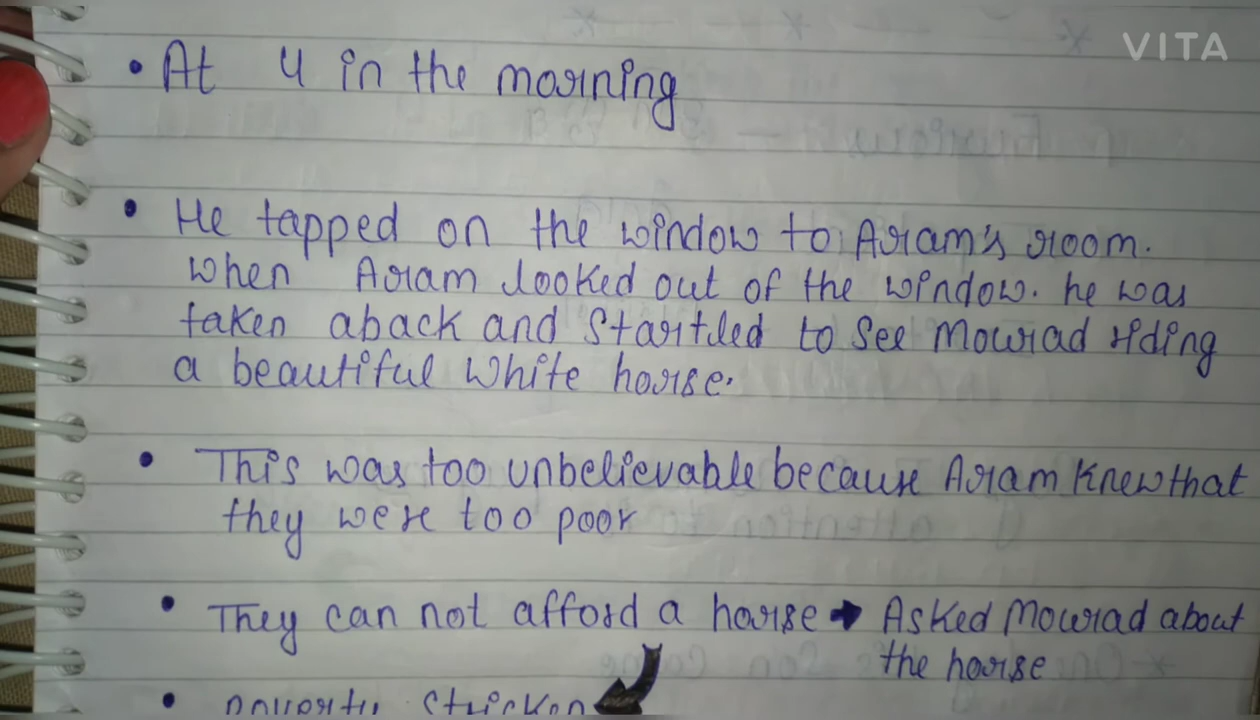 VITA
• At 4 in the morning
• He tapped on the window to Aram's room.
when Aram looked out of the window. he was
taken aback and startled to see Mourad riding
a beautiful white horse.
• This was too unbelievable because Aram knew that
they were too poor
• They can not afford a horse → Asked Mourad about
the horse
• poverty stricken